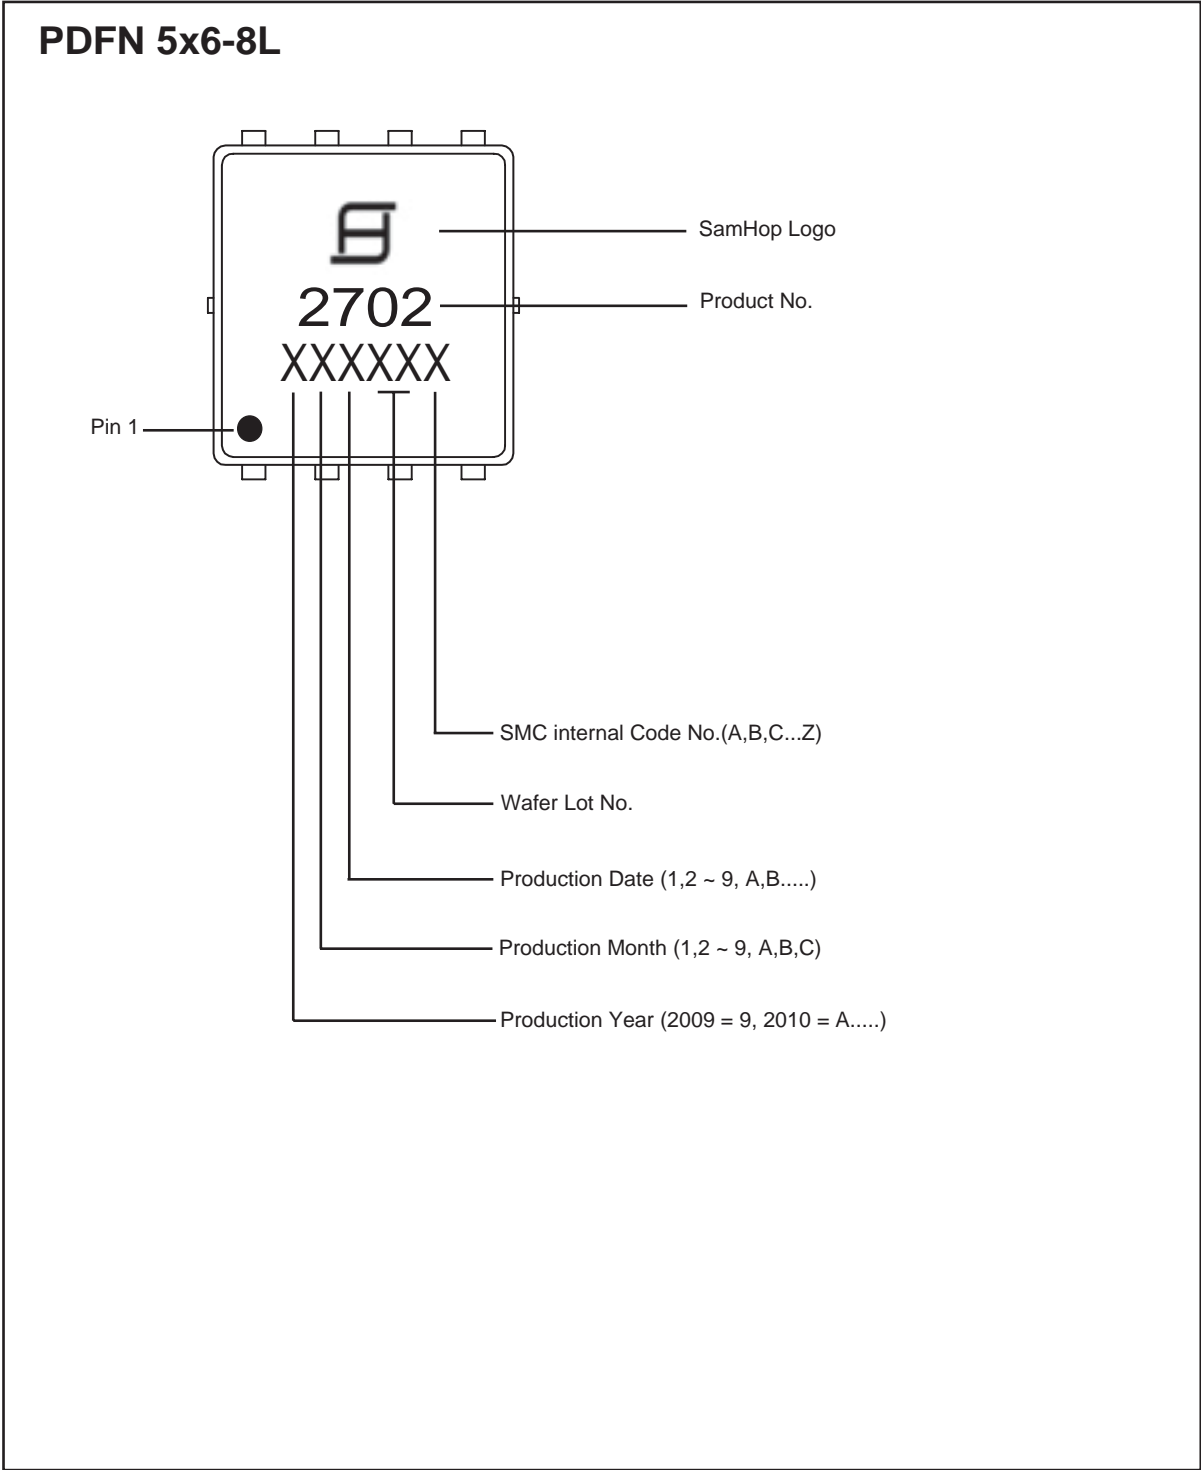 PDFN 5x6-8L
SamHop Logo
2702
Product No.
XXXXXX
Pin 1
SMC internal Code No.(A,B,C...Z)
Wafer Lot No.
Production Date (1,2 ~ 9, A,B.....)
Production Month (1,2 ~ 9, A,B,C)
Production Year (2009 = 9, 2010 = A.....)